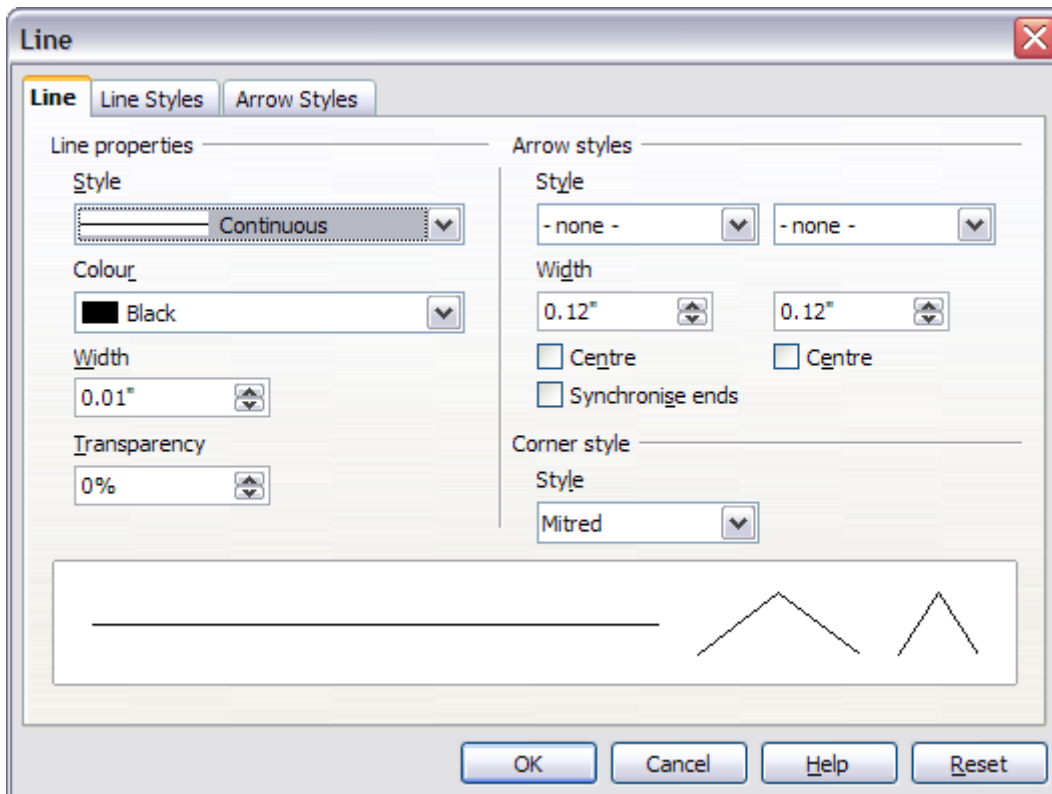 Line
Line Line Styles Arrow Styles
Line properties
Style
Continuous
Colour
Black
Width
0.01"
Transparency
0%
Arrow styles
Style
- none - - none -
Width
0.12" 0.12"
Centre Centre
Synchronise ends
Corner style
Style
Mitred
OK Cancel Help Reset